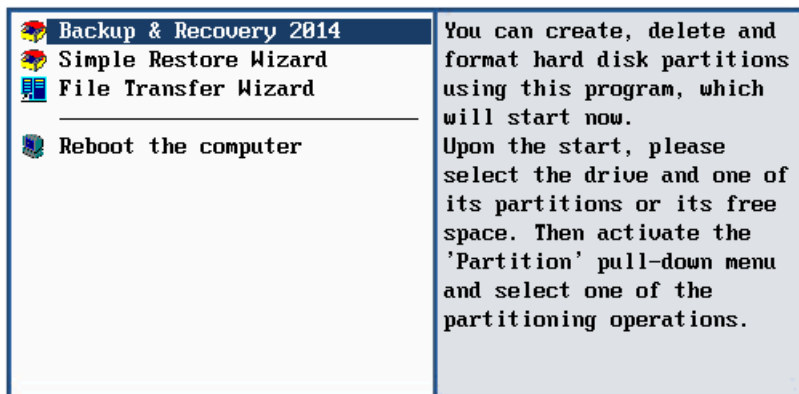 Backup & Recovery 2014
Simple Restore Wizard
File Transfer Wizard
Reboot the computer
You can create, delete and
format hard disk partitions
using this program, which
will start now.
Upon the start, please
select the drive and one of
its partitions or its free
space. Then activate the
'Partition' pull-down menu
and select one of the
partitioning operations.